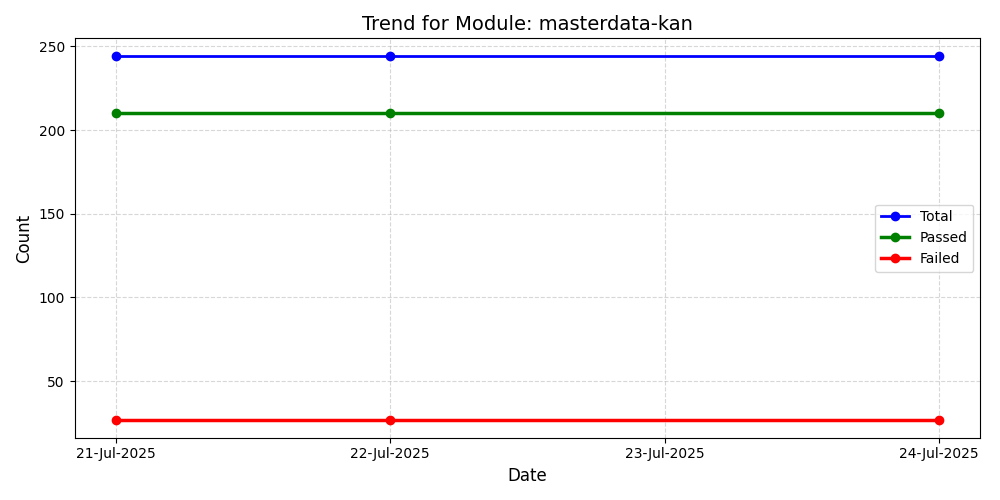 Trend for Module: masterdata-kan
250
200
150
100
50
Count
Total
Passed
Failed
21-Jul-2025
22-Jul-2025
23-Jul-2025
24-Jul-2025
Date